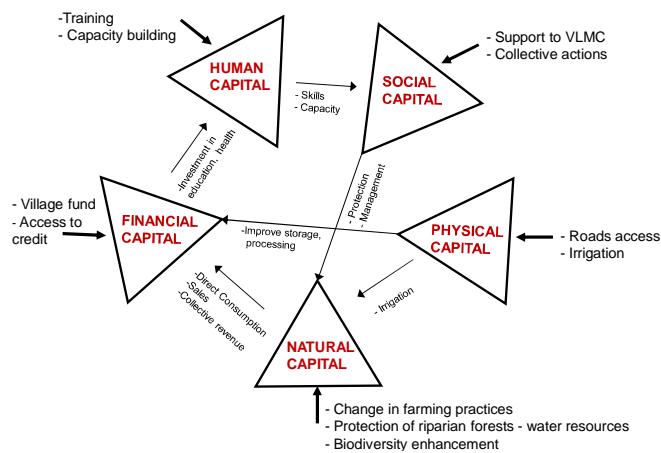 -Training
- Capacity building
HUMAN
CAPITAL
- Skills
- Capacity
SOCIAL
CAPITAL
- Support to VLMC
- Collective actions
-Investment in
education, health
-Protection
- Management
- Village fund
- Access to
credit
FINANCIAL
CAPITAL
-Improve storage,
processing
PHYSICAL
CAPITAL
- Roads access
- Irrigation
-Direct Consumption
-Sales
-Collective revenue
- Irrigation
NATURAL
CAPITAL
- Change in farming practices
- Protection of riparian forests - water resources
- Biodiversity enhancement